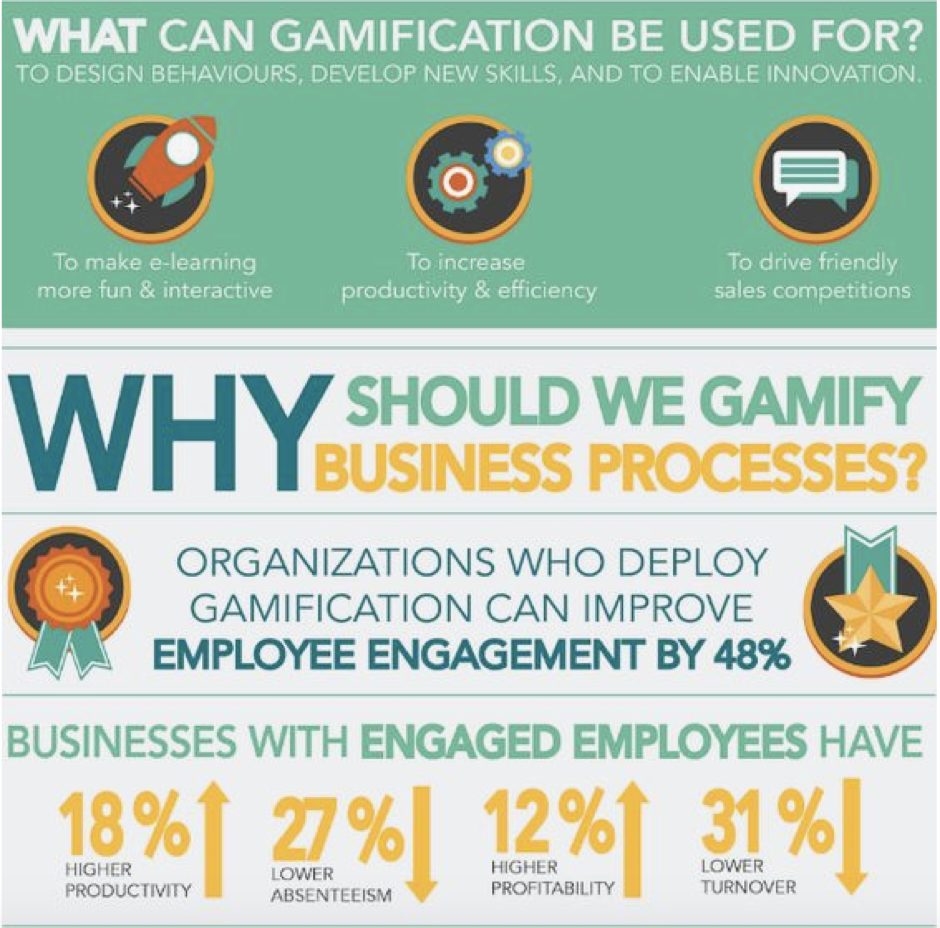 WHAT CAN GAMIFICATION BE USED FOR?
TO DESIGN BEHAVIOURS, DEVELOP NEW SKILLS, AND TO ENABLE INNOVATION.
To make e-learning
more fun & interactive
To increase
productivity & efficiency
To drive friendly
sales competitions
WHY SHOULD WE GAMIFY
BUSINESS PROCESSES?
ORGANIZATIONS WHO DEPLOY
GAMIFICATION CAN IMPROVE
EMPLOYEE ENGAGEMENT BY 48%
BUSINESSES WITH ENGAGED EMPLOYEES HAVE
18%
HIGHER
PRODUCTIVITY
27%
LOWER
ABSENTEEISM
12%
HIGHER
PROFITABILITY
31%
LOWER
TURNOVER